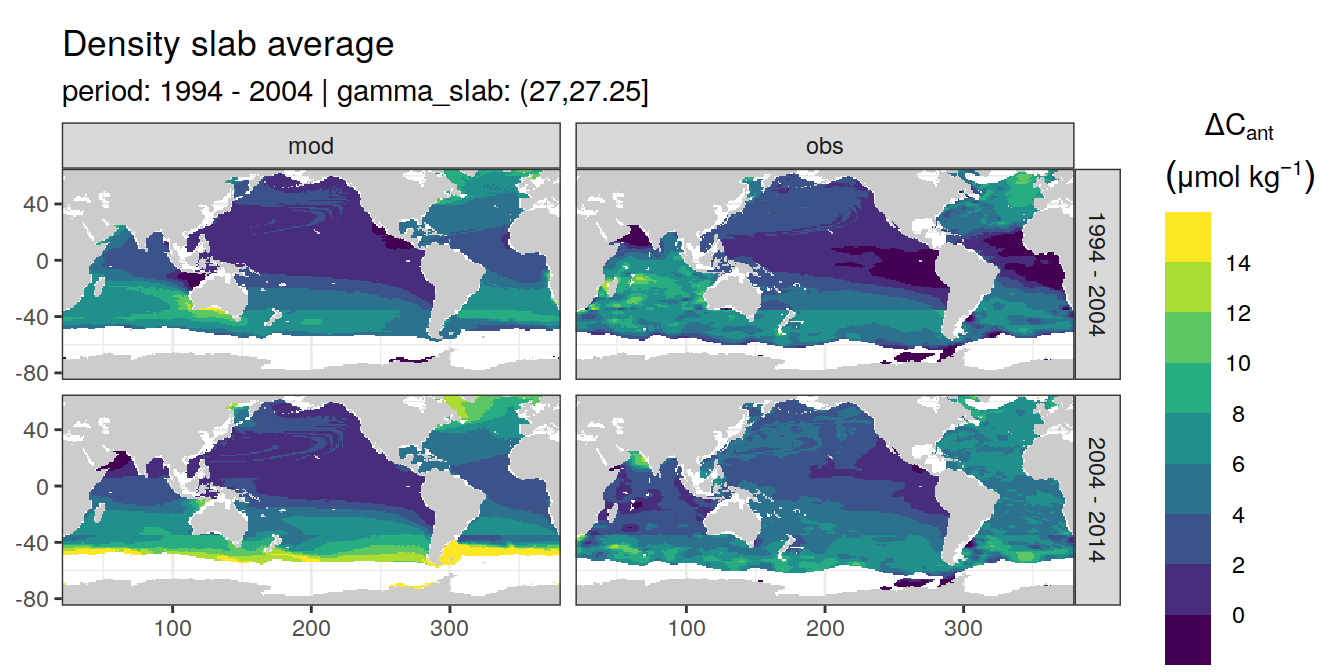 Density slab average
period: 1994 - 2004 | gamma_slab: (27,27.25]
mod
obs
40
0
-40
-80
1994 - 2004
40
0
-40
-80
2004 - 2014
100
200
300
100
200
300
ΔCant
(µmol kg⁻¹)
14
12
10
8
6
4
2
0